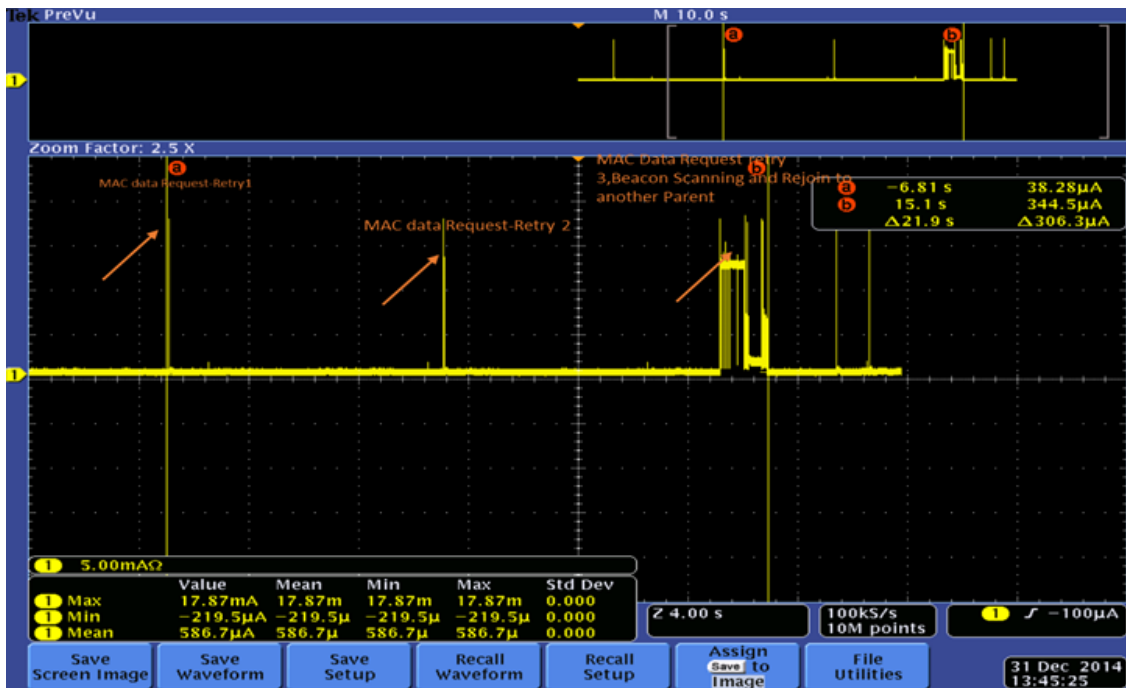 Tek PreVu M 10.0 s
a b
1
Zoom Factor: 2.5 X
a
MAC data Request-Retry1
MAC data Request-Retry 2
MAC Data Request retry
3,Beacon Scanning and Rejoin to
another Parent
b
a −6.81 s 38.28µA
b 15.1 s 344.5µA
Δ21.9 s Δ306.3µA
1
1 5.00mAΩ
Value Mean Min Max Std Dev
1 Max 17.87mA 17.87m 17.87m 17.87m 0.000
1 Min −219.5µA −219.5µ −219.5µ −219.5µ 0.000
1 Mean 586.7µA 586.7µ 586.7µ 586.7µ 0.000
Z 4.00 s
100kS/s
10M points
1 −100µA
Save
Screen Image
Save
Waveform
Save
Setup
Recall
Waveform
Recall
Setup
Assign
Save to
Image
File
Utilities
31 Dec 2014
13:45:25